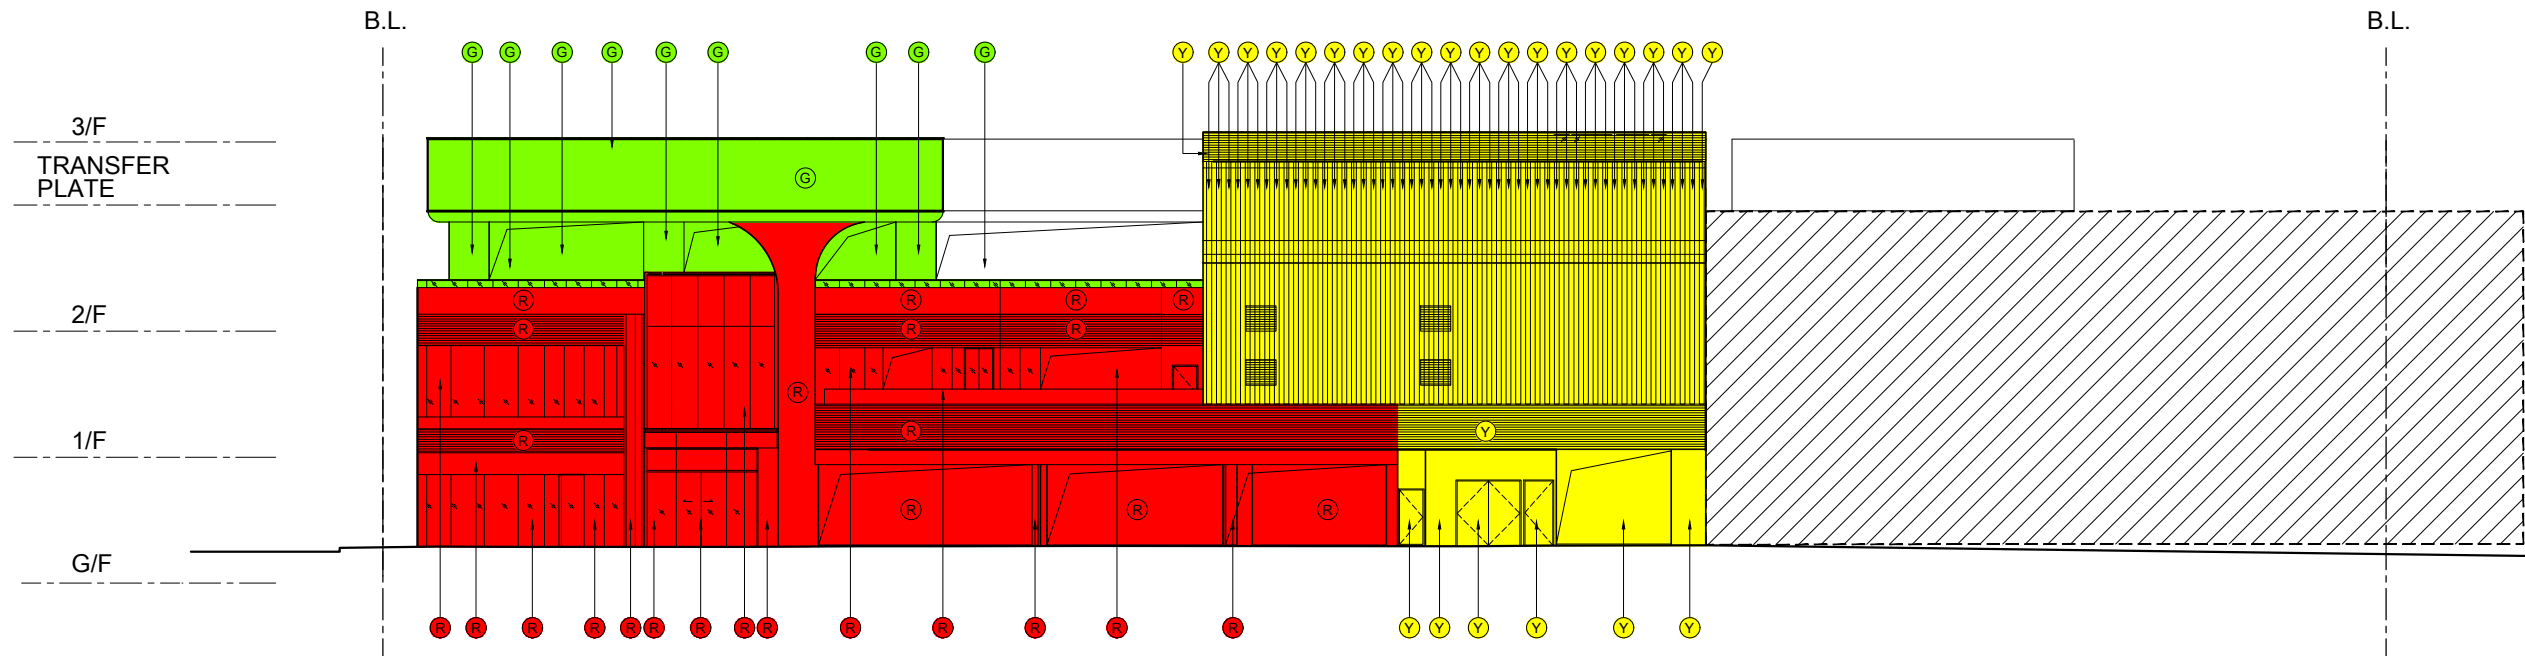 B.L. B.L.
G G G G G G G G G Y Y Y Y Y Y Y Y Y Y Y Y Y Y Y Y Y Y Y
3/F
TRANSFER
PLATE
G
R R R R
2/F
R R R
R
1/F
R R Y
R R R
G/F
R R R R R R R R R R R R R R Y Y Y Y Y Y